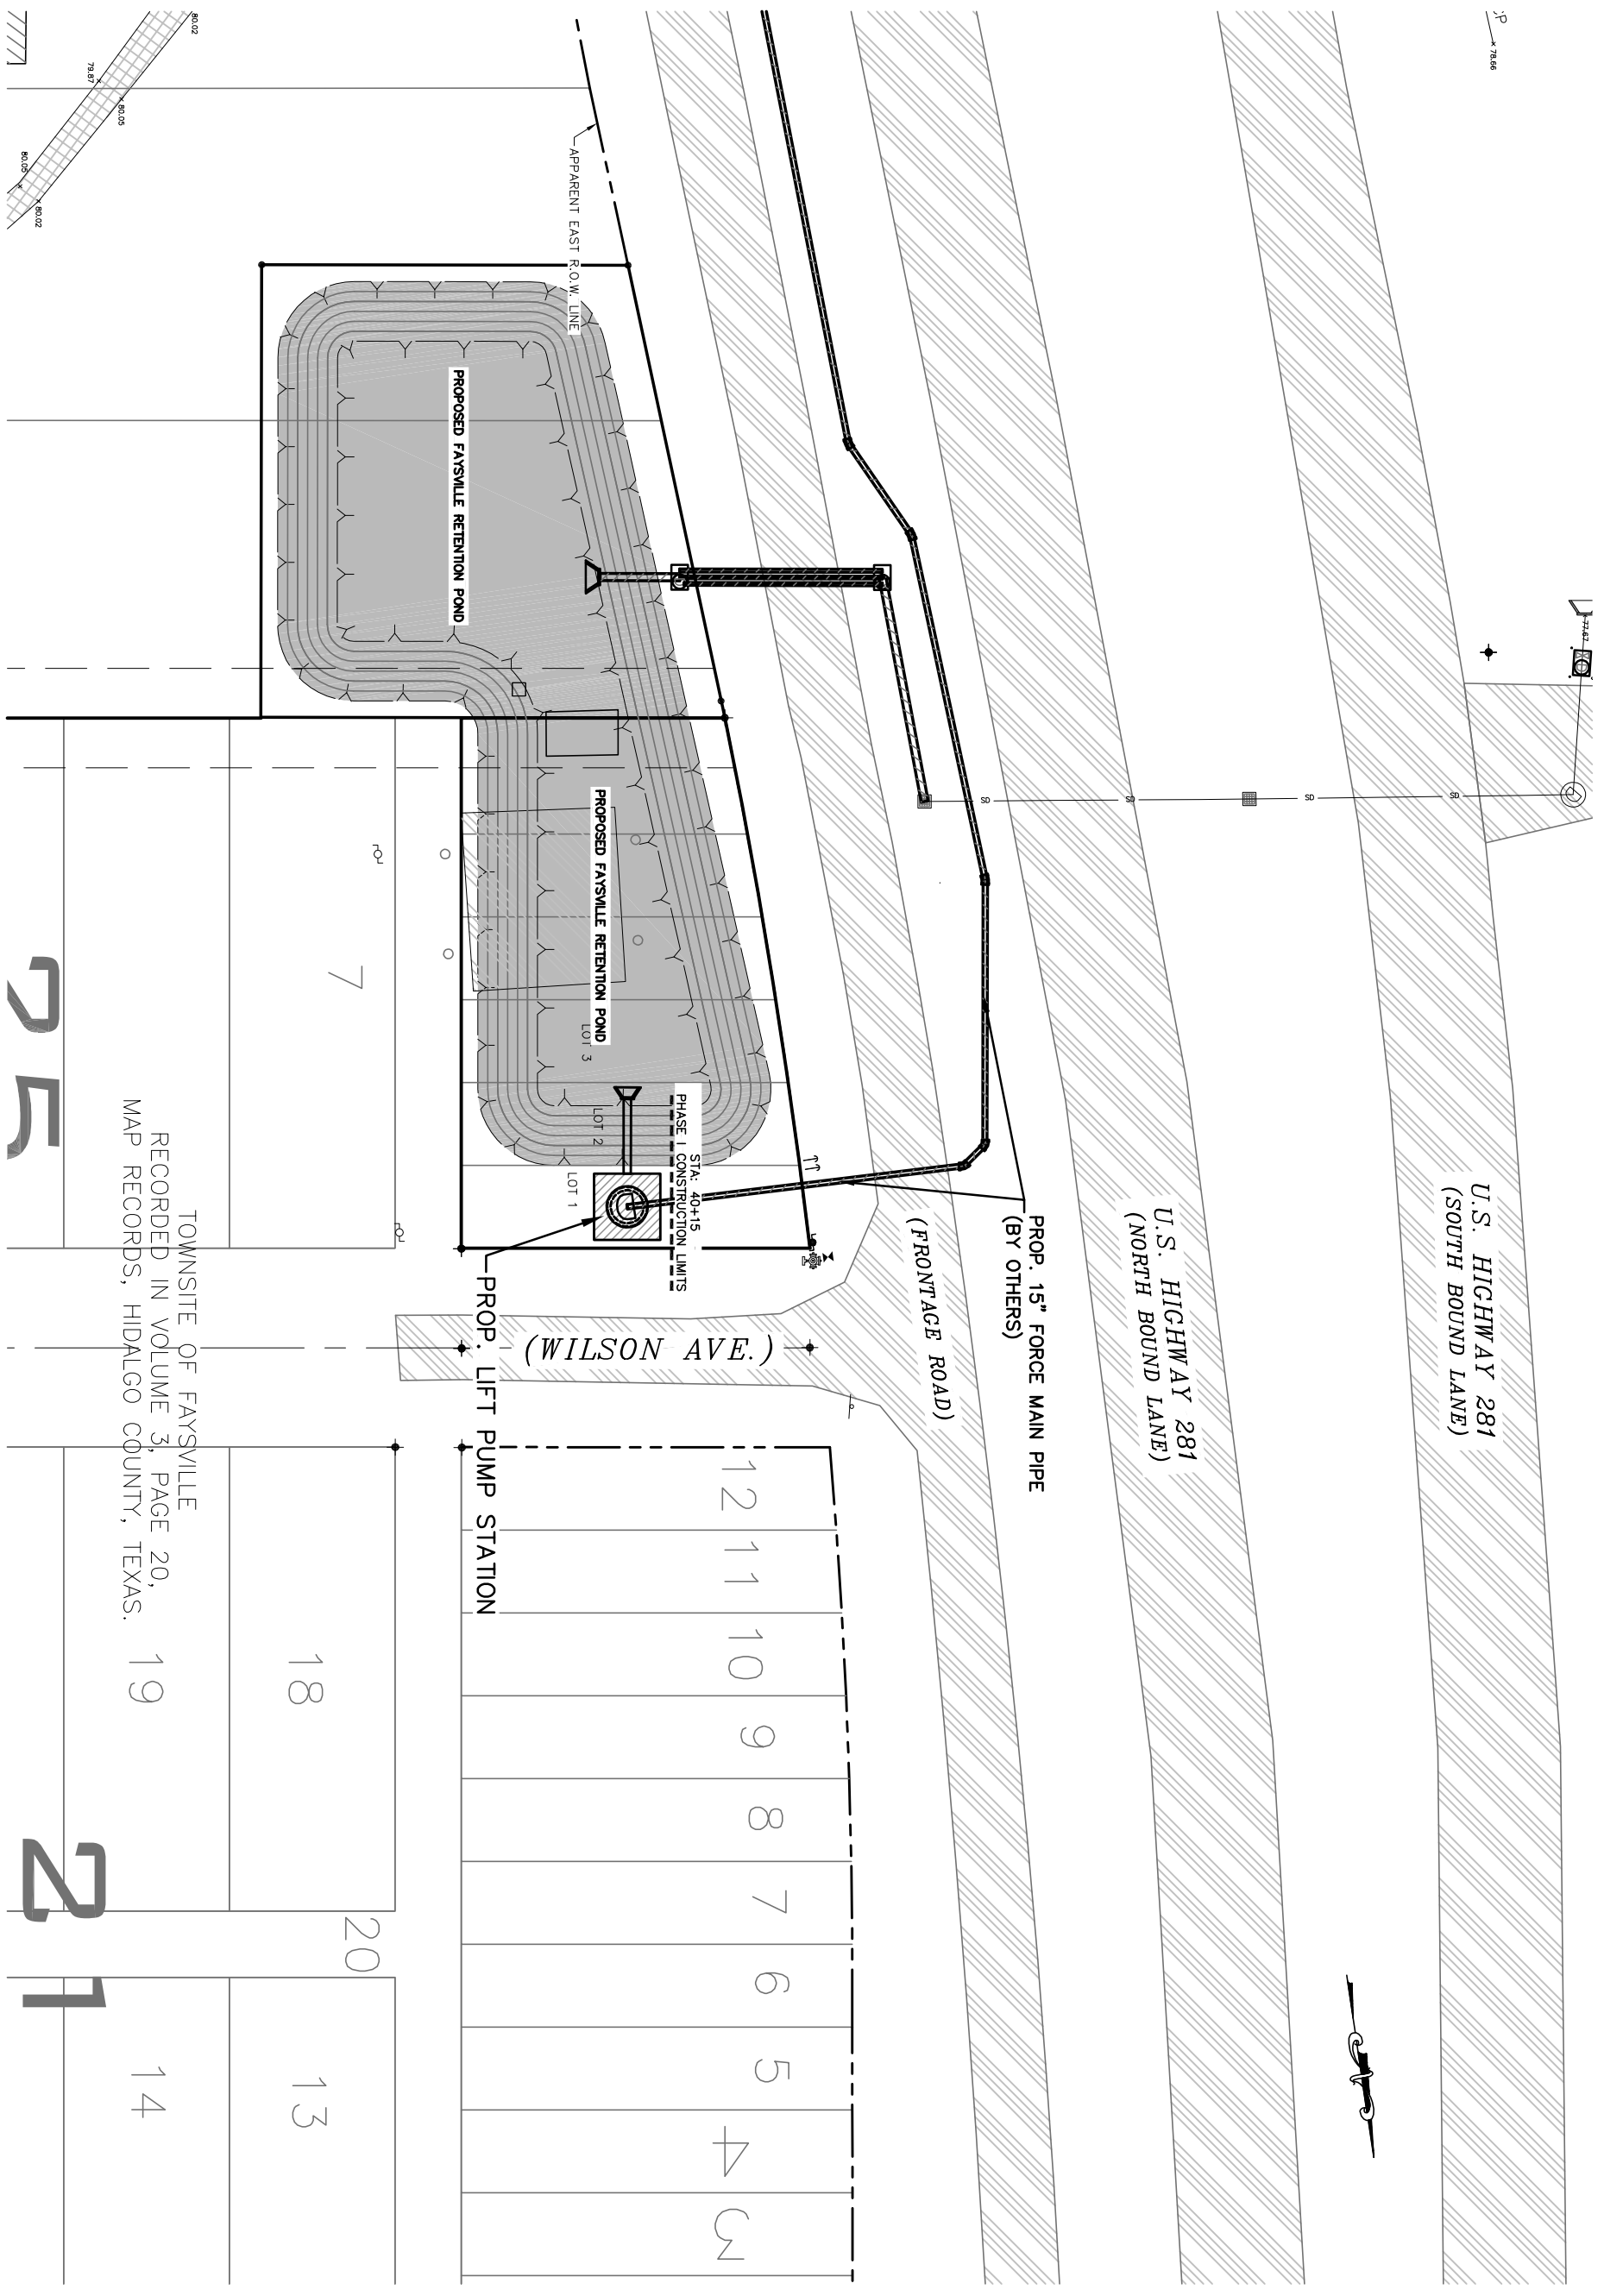 U.S. HIGHWAY 281
(SOUTH BOUND LANE)
U.S. HIGHWAY 281
(NORTH BOUND LANE)
PROP. 15" FORCE MAIN PIPE
(BY OTHERS)
(FRONTAGE ROAD)
(WILSON AVE.)
APPARENT EAST R.O.W. LINE
PROPOSED FAYSVILLE RETENTION POND
PROPOSED FAYSVILLE RETENTION POND
LOT 3
LOT 2
LOT 1
STA: 40+15
PHASE I CONSTRUCTION LIMITS
PROP. LIFT PUMP STATION
TOWNSITE OF FAYSVILLE
RECORDED IN VOLUME 3, PAGE 20,
MAP RECORDS, HIDALGO COUNTY, TEXAS.
SD
SD
SD
SD
78.66
77.67
80.02
79.87
80.05
80.05
80.02
12
11
10
9
8
7
6
5
4
3
7
18
19
20
13
14
25
21